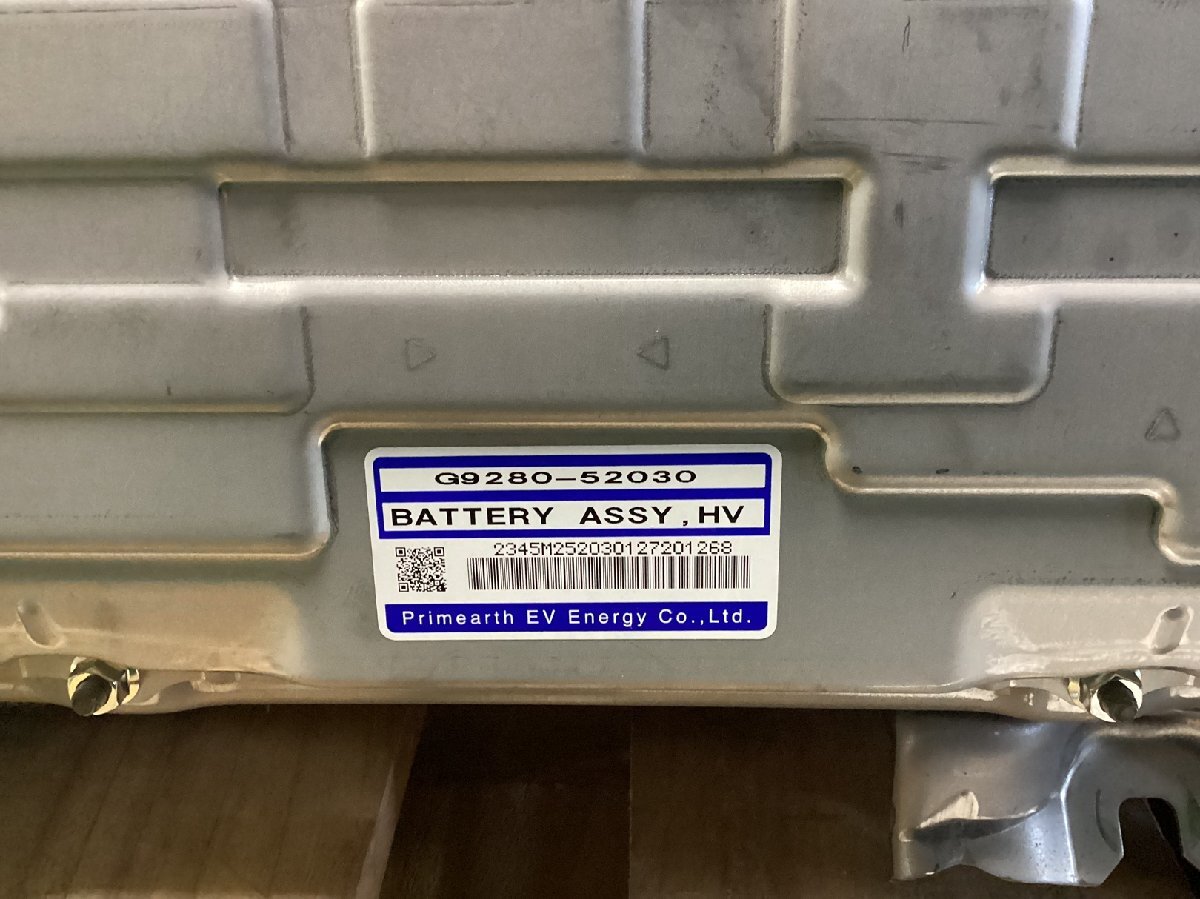 G9280-52030
BATTERY ASSY,HV
2345M252030127201268
Primearth EV Energy Co.,Ltd.